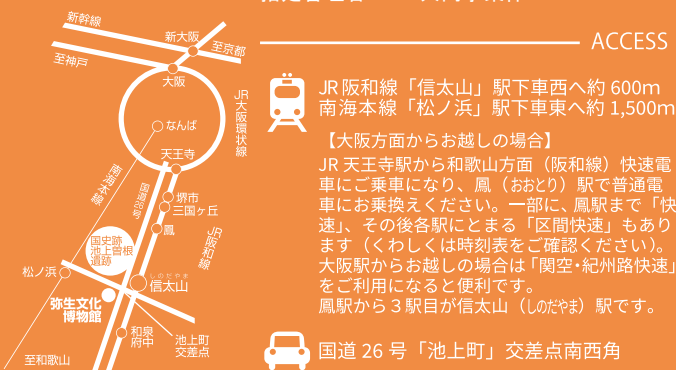 ACCESS
新幹線
至神戸
新大阪
至京都
大阪
JR大阪環状線
なんば
天王寺
南海本線
国道26号
堺市
三国ヶ丘
鳳
JR阪和線
国史跡
池上曽根
遺跡
松ノ浜
しのだやま
信太山
弥生文化
博物館
和泉
府中
池上町
交差点
至和歌山
JR阪和線「信太山」駅下車西へ約 600m
南海本線「松ノ浜」駅下車東へ約 1,500m
【大阪方面からお越しの場合】
JR 天王寺駅から和歌山方面（阪和線）快速電
車にご乗車になり、鳳（おおとり）駅で普通電
車にお乗換えください。一部に、鳳駅まで「快
速」、その後各駅にとまる「区間快速」もあり
ます（くわしくは時刻表をご確認ください）。
大阪駅からお越しの場合は「関空・紀州路快速」
をご利用になると便利です。
鳳駅から３駅目が信太山（しのだやま）駅です。
国道 26 号「池上町」交差点南西角